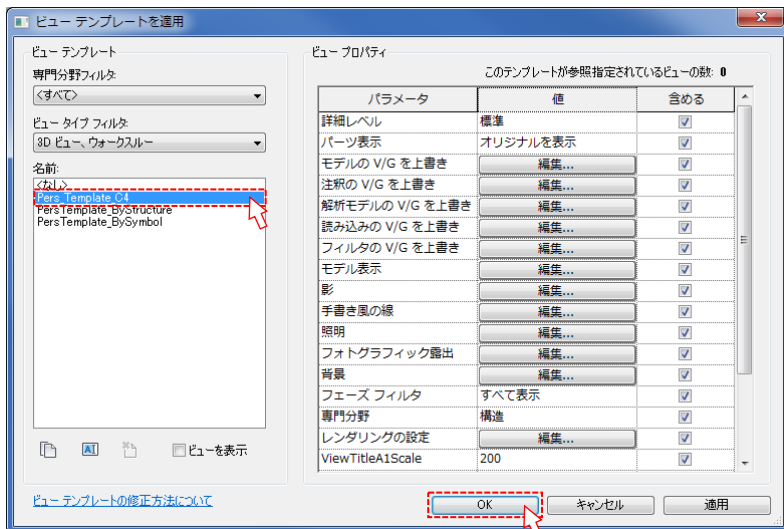 ビュー テンプレートを適用
ビュー テンプレート
専門分野フィルタ:
<すべて>
ビュー タイプ フィルタ:
3D ビュー、ウォークスルー
名前:
<なし>
Pers_Template_C4
PersTemplate_ByStructure
PersTemplate_BySymbol
ビューを表示
ビュー テンプレートの修正方法について
ビュー プロパティ
このテンプレートが参照指定されているビューの数: 0
パラメータ 値 含める
詳細レベル 標準
パーツ表示 オリジナルを表示
モデルの V/G を上書き 編集...
注釈の V/G を上書き 編集...
解析モデルの V/G を上書き 編集...
読み込みの V/G を上書き 編集...
フィルタの V/G を上書き 編集...
モデル表示 編集...
影 編集...
手書き風の線 編集...
照明 編集...
フォトグラフィック露出 編集...
背景 編集...
フェーズ フィルタ すべて表示
専門分野 構造
レンダリングの設定 編集...
ViewTitleA1Scale 200
OK キャンセル 適用